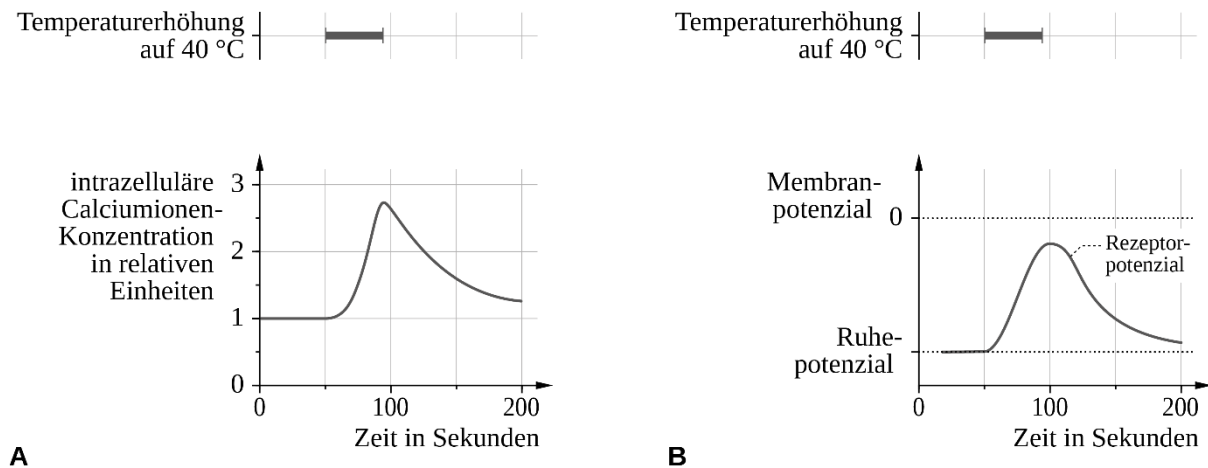 Temperaturerhöhung
auf 40 °C
intrazelluläre
Calciumionen-
Konzentration
in relativen
Einheiten
3
2
1
0
0
100
200
Zeit in Sekunden
A
Temperaturerhöhung
auf 40 °C
Membran-
potenzial
0
Rezeptor-
potenzial
Ruhe-
potenzial
0
100
200
Zeit in Sekunden
B